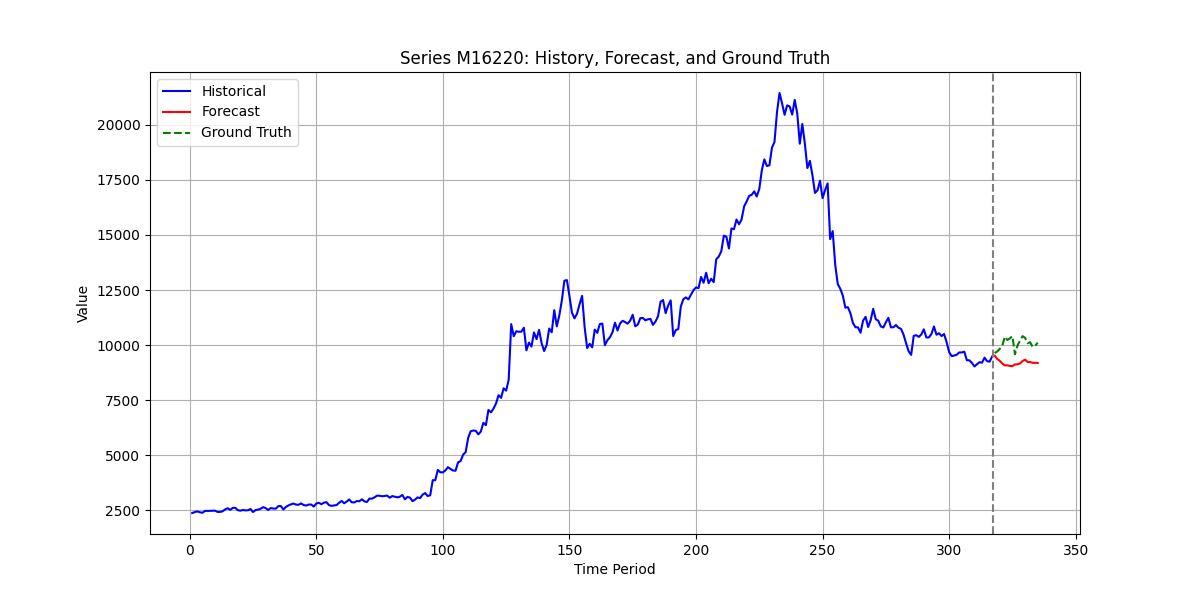 Series M16220: History, Forecast, and Ground Truth
Historical
Forecast
Ground Truth
20000
17500
15000
12500
10000
7500
5000
2500
Value
0 50 100 150 200 250 300 350
Time Period